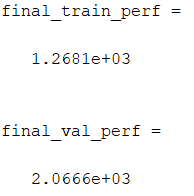 final_train_perf =
1.2681e+03
final_val_perf =
2.0666e+03